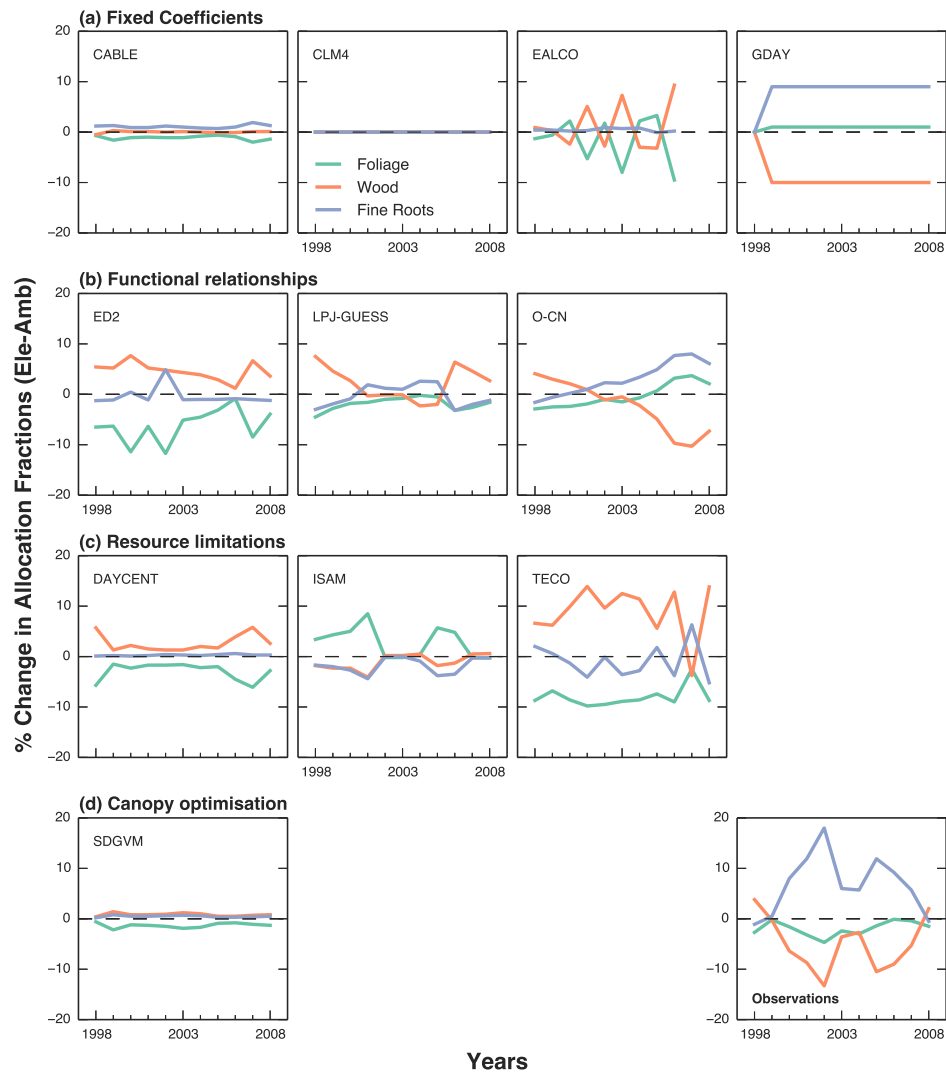 (a) Fixed Coefficients
20
10
0
−10
−20
CABLE
CLM4
EALCO
GDAY
Foliage
Wood
Fine Roots
1998 2003 2008
1998 2003 2008
(b) Functional relationships
20
10
0
−10
−20
ED2
LPJ-GUESS
O-CN
1998 2003 2008
1998 2003 2008
(c) Resource limitations
20
10
0
−10
−20
DAYCENT
ISAM
TECO
1998 2003 2008
(d) Canopy optimisation
20
10
0
−10
−20
SDGVM
1998 2003 2008
20
10
0
−10
−20
Observations
1998 2003 2008
% Change in Allocation Fractions (Ele-Amb)
Years